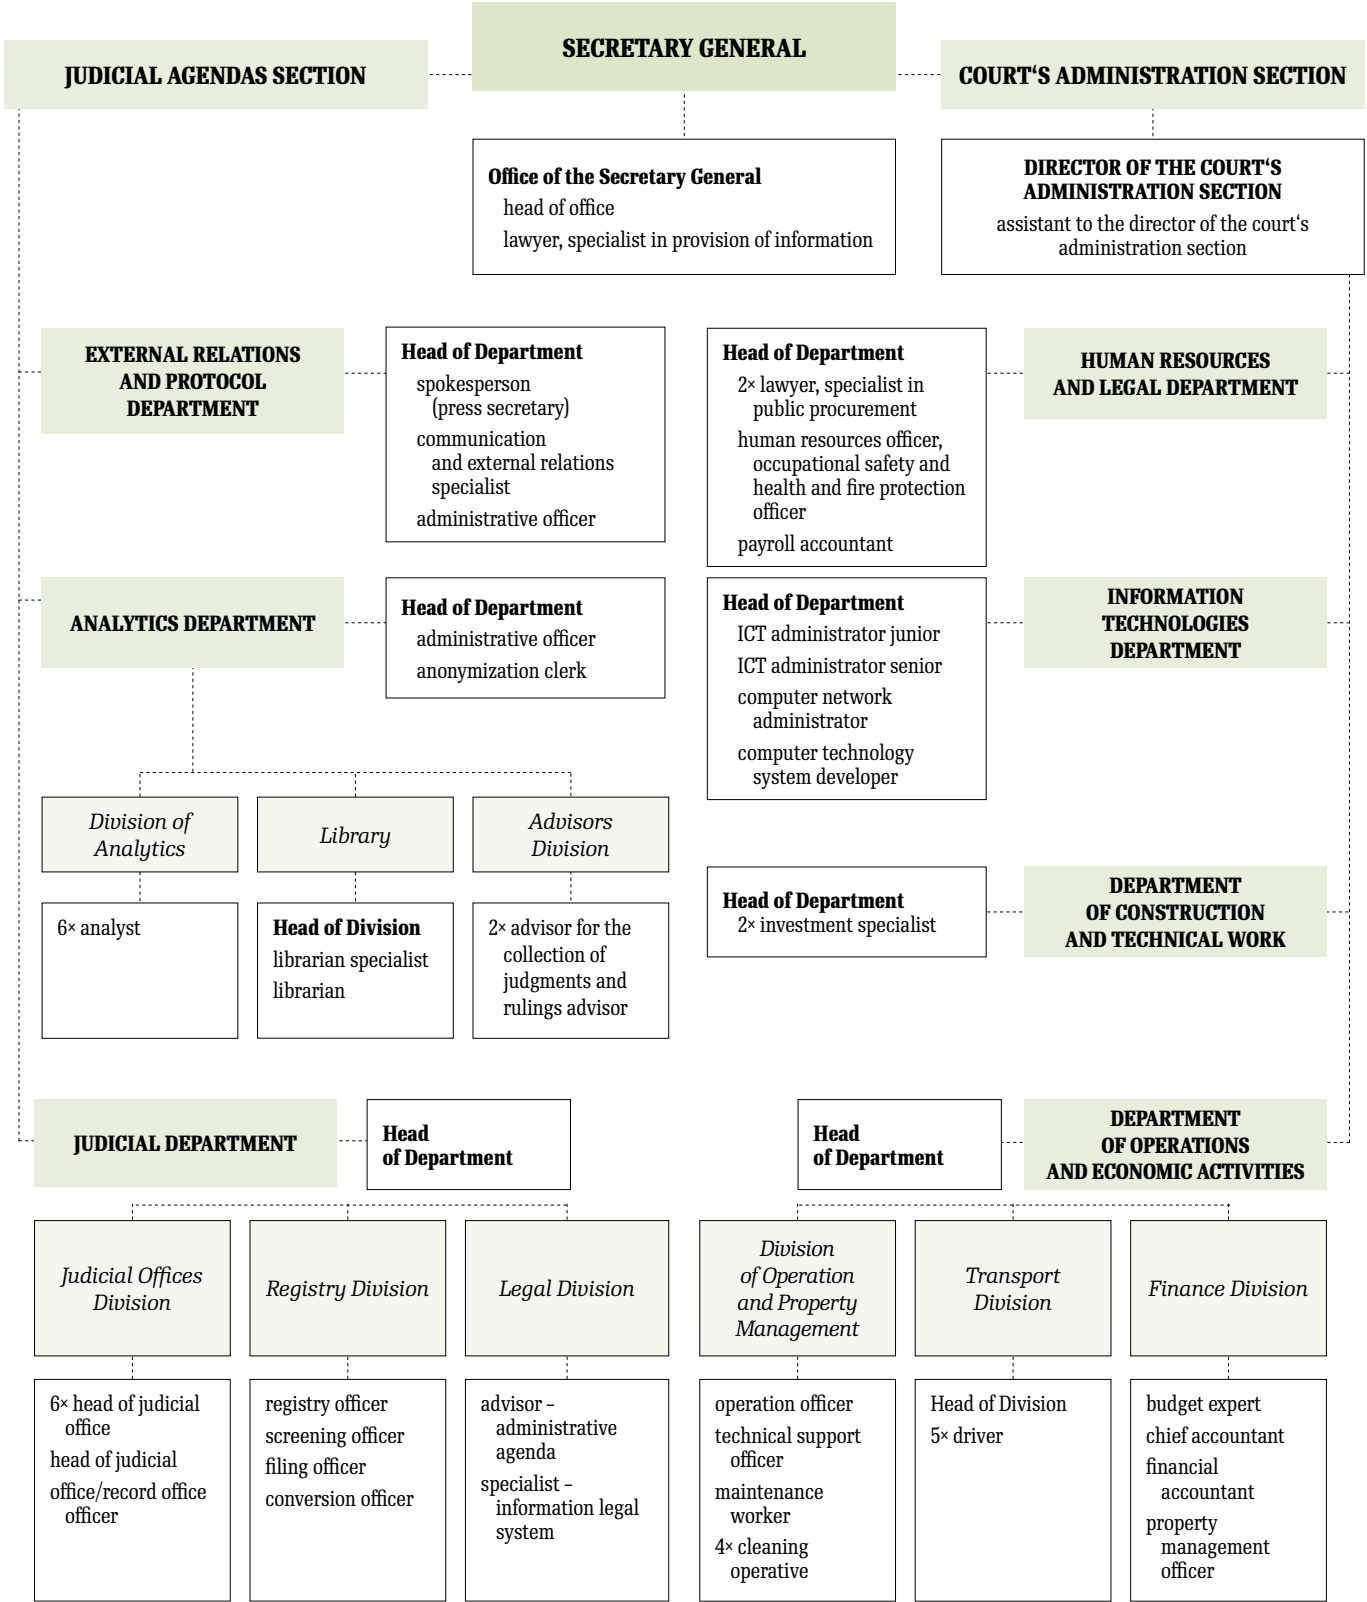 SECRETARY GENERAL
JUDICIAL AGENDAS SECTION
COURT‘S ADMINISTRATION SECTION
Office of the Secretary General
head of office
lawyer, specialist in provision of information
DIRECTOR OF THE COURT‘S
ADMINISTRATION SECTION
assistant to the director of the court‘s
administration section
EXTERNAL RELATIONS
AND PROTOCOL
DEPARTMENT
Head of Department
spokesperson
(press secretary)
communication
and external relations
specialist
administrative officer
Head of Department
2× lawyer, specialist in
public procurement
human resources officer,
occupational safety and
health and fire protection
officer
payroll accountant
HUMAN RESOURCES
AND LEGAL DEPARTMENT
ANALYTICS DEPARTMENT
Head of Department
administrative officer
anonymization clerk
Head of Department
ICT administrator junior
ICT administrator senior
computer network
administrator
computer technology
system developer
INFORMATION
TECHNOLOGIES
DEPARTMENT
Division of
Analytics
Library
Advisors
Division
6× analyst
Head of Division
librarian specialist
librarian
2× advisor for the
collection of
judgments and
rulings advisor
Head of Department
2× investment specialist
DEPARTMENT
OF CONSTRUCTION
AND TECHNICAL WORK
JUDICIAL DEPARTMENT
Head
of Department
Head
of Department
DEPARTMENT
OF OPERATIONS
AND ECONOMIC ACTIVITIES
Judicial Offices
Division
Registry Division
Legal Division
Division
of Operation
and Property
Management
Transport
Division
Finance Division
6× head of judicial
office
head of judicial
office/record office
officer
registry officer
screening officer
filing officer
conversion officer
advisor –
administrative
agenda
specialist –
information legal
system
operation officer
technical support
officer
maintenance
worker
4× cleaning
operative
Head of Division
5× driver
budget expert
chief accountant
financial
accountant
property
management
officer